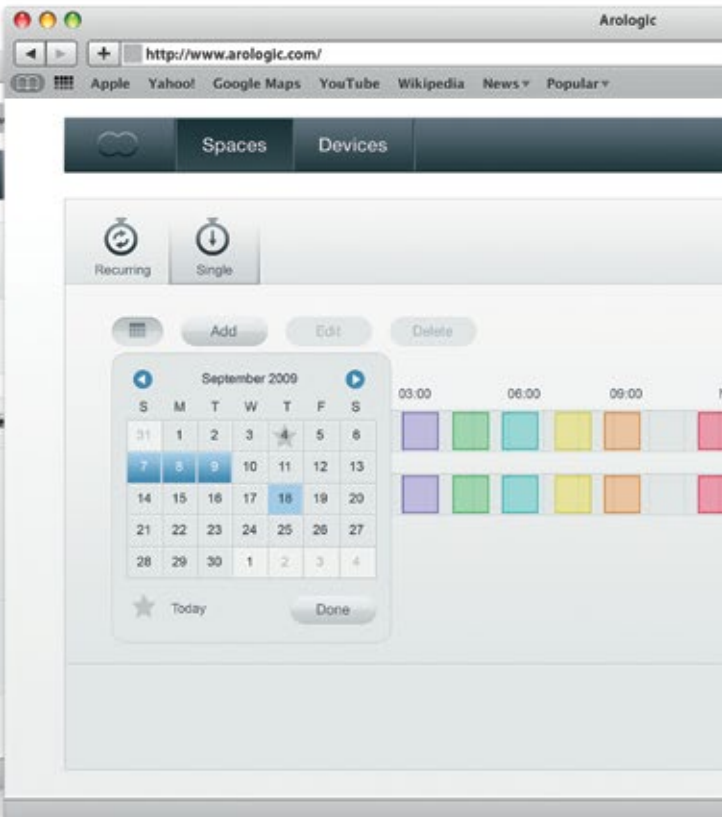 Arologic
http://www.arologic.com/
Apple Yahoo! Google Maps YouTube Wikipedia News Popular
Spaces Devices
Recurring Single
Add Edit Delete
September 2009
S M T W T F S
31 1 2 3 4 5 6
7 8 9 10 11 12 13
14 15 16 17 18 19 20
21 22 23 24 25 26 27
28 29 30 1 2 3 4
Today Done
03:00 06:00 09:00